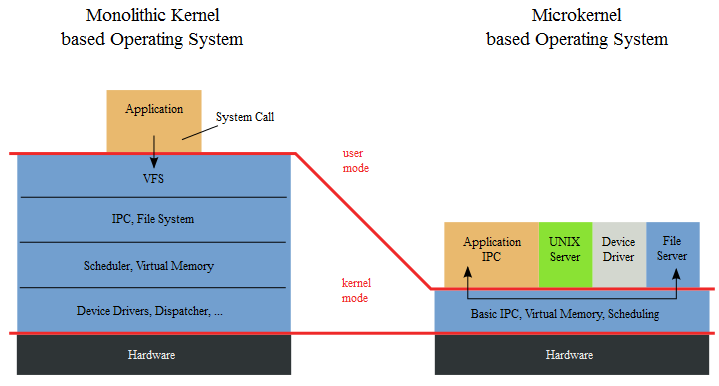 Monolithic Kernel
based Operating System
Microkernel
based Operating System
Application
System Call
user
mode
VFS
IPC, File System
Scheduler, Virtual Memory
Device Drivers, Dispatcher, ...
Hardware
kernel
mode
Application
IPC
UNIX
Server
Device
Driver
File
Server
Basic IPC, Virtual Memory, Scheduling
Hardware